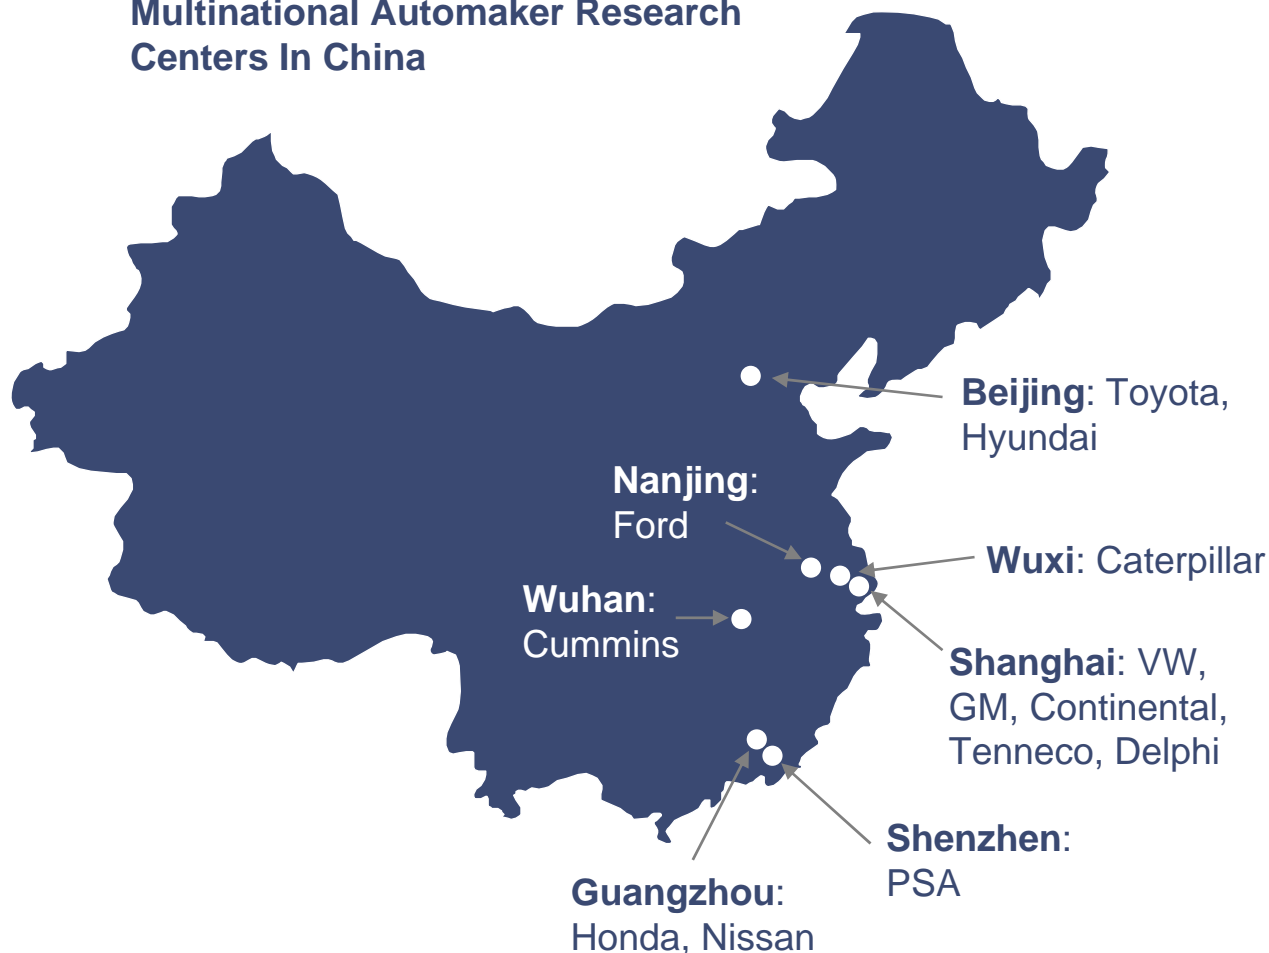 Multinational Automaker Research
Centers In China
Beijing: Toyota,
Hyundai
Nanjing:
Ford
Wuxi: Caterpillar
Wuhan:
Cummins
Shanghai: VW,
GM, Continental,
Tenneco, Delphi
Shenzhen:
PSA
Guangzhou:
Honda, Nissan